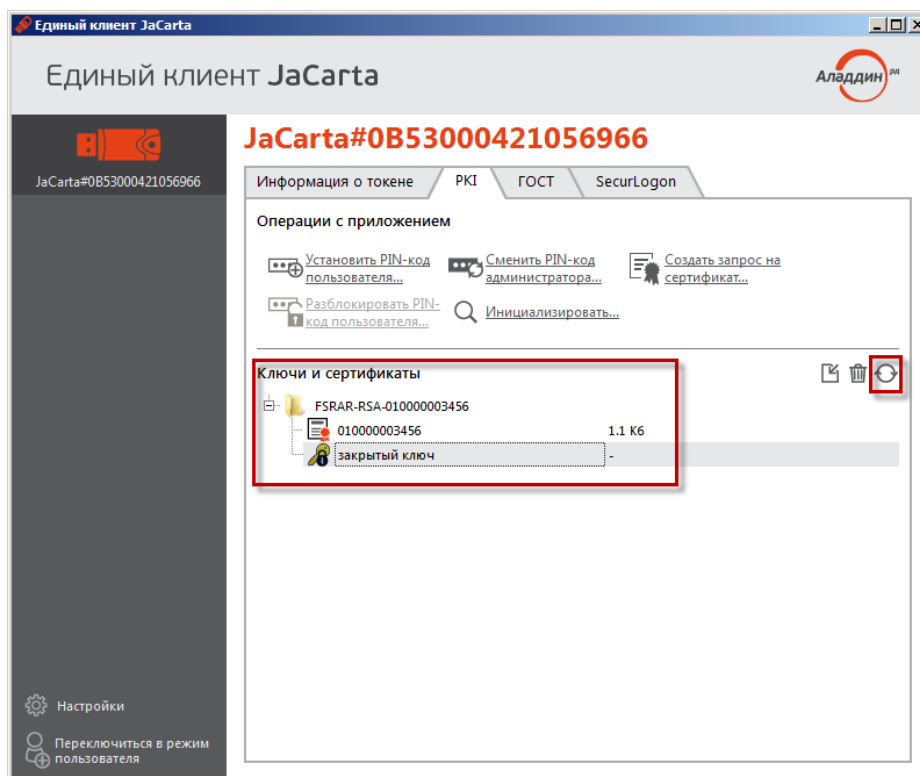 Единый клиент JaCarta
Единый клиент JaCarta
Аладдин РД
JaCarta#0B53000421056966
JaCarta#0B53000421056966
Информация о токене PKI ГОСТ SecurLogon
Операции с приложением
Установить PIN-код
пользователя...
Сменить PIN-код
администратора...
Создать запрос на
сертификат...
Разблокировать PIN-
код пользователя...
Инициализировать...
Ключи и сертификаты
FSRAR-RSA-010000003456
010000003456 1.1 Кб
закрытый ключ -
Настройки
Переключиться в режим
пользователя